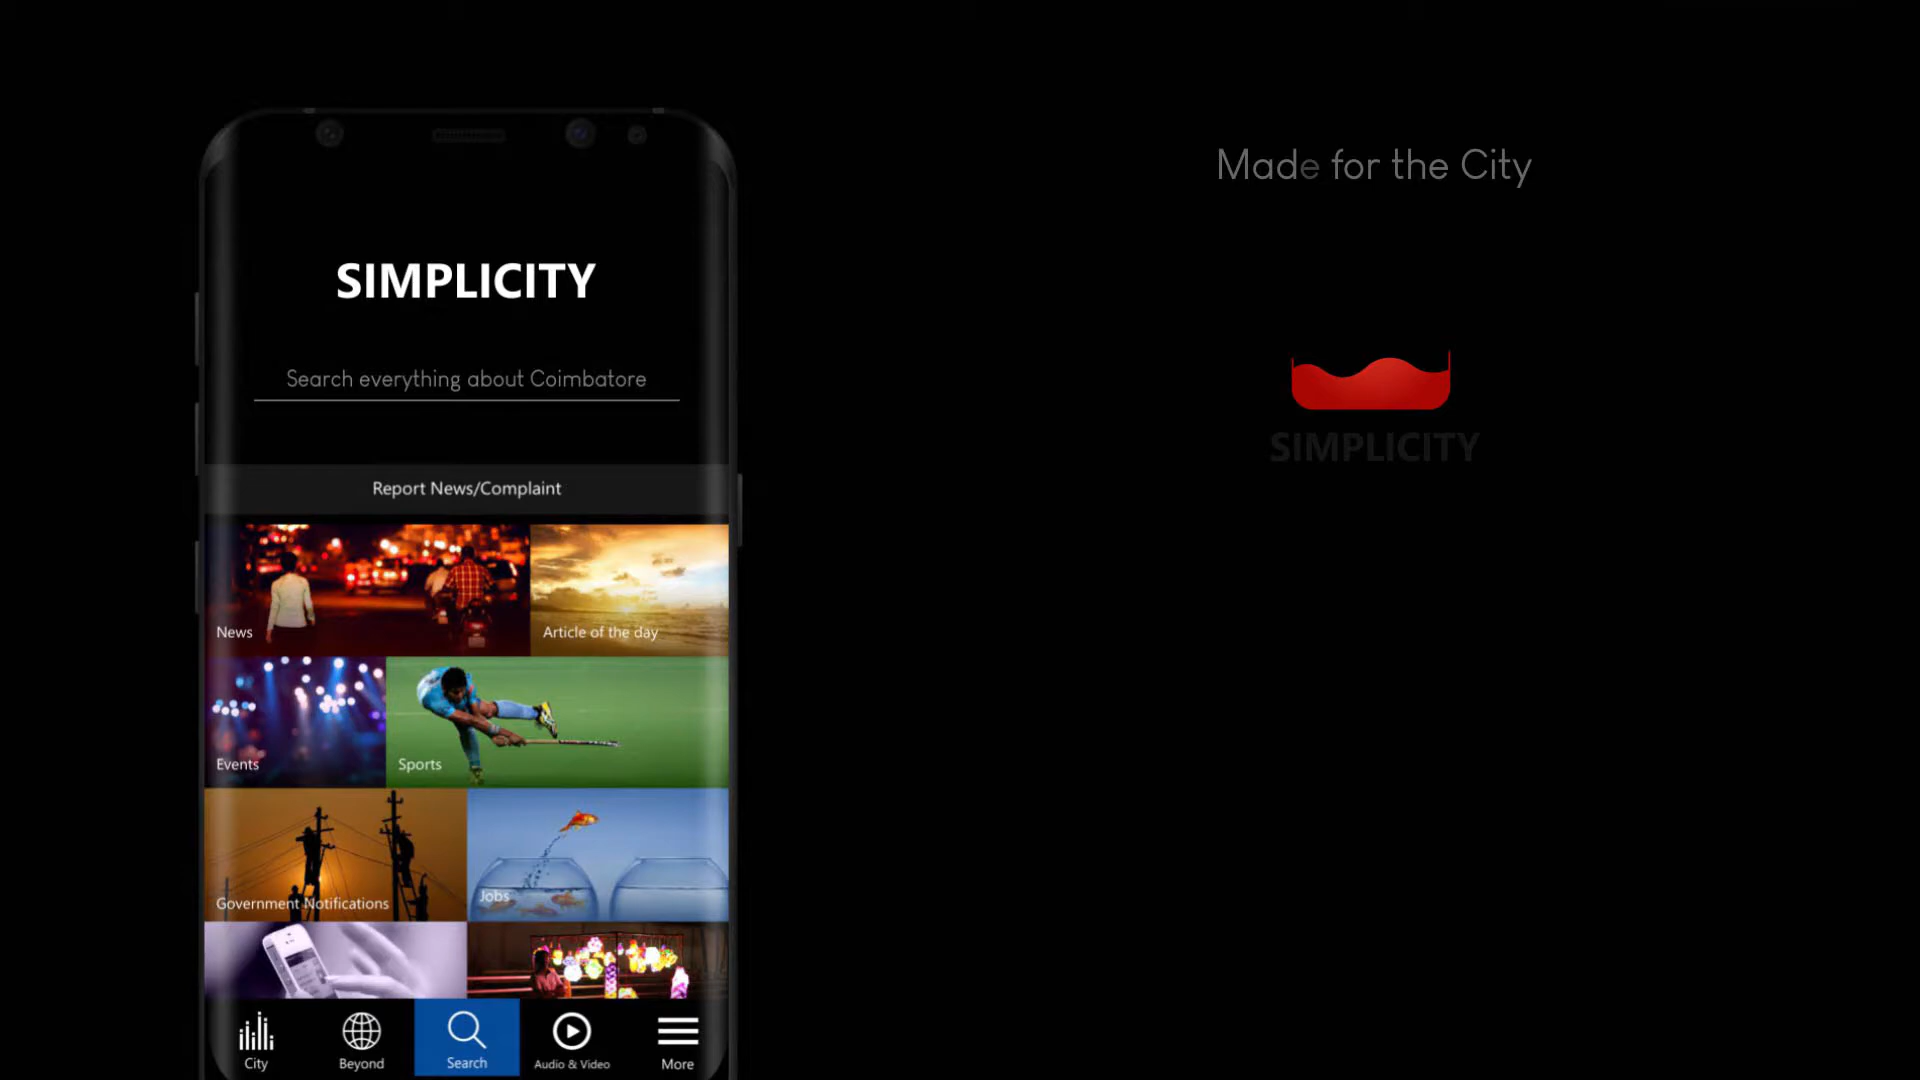 Made for the City
SIMPLICITY
SIMPLICITY
Search everything about Coimbatore
Report News/Complaint
News
Article of the day
Events
Sports
Government Notifications
Jobs
City
Beyond
Search
Audio & Video
More